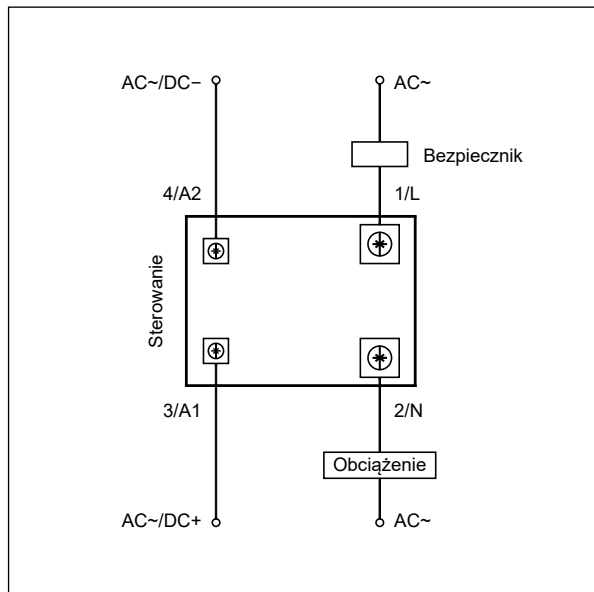 AC~/DC−
AC~
Bezpiecznik
4/A2
1/L
Sterowanie
3/A1
2/N
Obciążenie
AC~/DC+
AC~